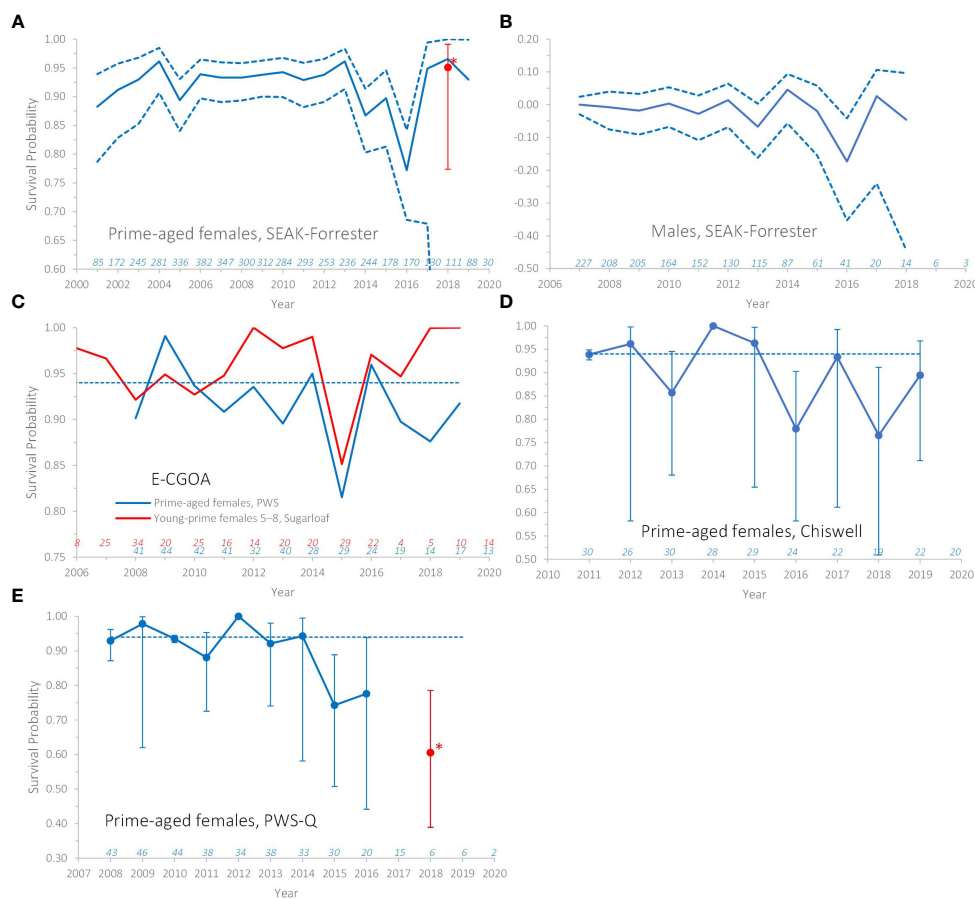 A
Survival Probability
1.00
0.95
0.90
0.85
0.80
0.75
0.70
0.65
0.60
*
Prime-aged females, SEAK-Forrester
85 172 245 281 336 382 347 300 312 284 293 253 236 244 178 170 130 111 88 30
2000 2002 2004 2006 2008 2010 2012 2014 2016 2018 2020
Year
B
Survival Probability
0.20
0.10
0.00
-0.10
-0.20
-0.30
-0.40
-0.50
Males, SEAK-Forrester
227 208 205 164 152 130 115 87 61 41 20 14 6 3
2006 2008 2010 2012 2014 2016 2018 2020
Year
C
Survival Probability
1.00
0.95
0.90
0.85
0.80
0.75
E-CGOA
Prime-aged females, PWS
Young-prime females 5–8, Sugarloaf
8 25 34 20 25 16 14 20 20 29 22 4 5 10 14
41 44 42 41 32 40 28 29 24 19 14 17 13
2006 2008 2010 2012 2014 2016 2018 2020
Year
D
Survival Probability
1.00
0.95
0.90
0.85
0.80
0.75
0.70
0.65
0.60
0.55
0.50
Prime-aged females, Chiswell
30 26 30 28 29 24 22 19 22 20
2010 2011 2012 2013 2014 2015 2016 2017 2018 2019 2020
Year
E
Survival Probability
1.00
0.90
0.80
0.70
0.60
0.50
0.40
0.30
*
Prime-aged females, PWS-Q
43 46 44 38 34 38 33 30 20 15 6 6 2
2007 2008 2009 2010 2011 2012 2013 2014 2015 2016 2017 2018 2019 2020
Year